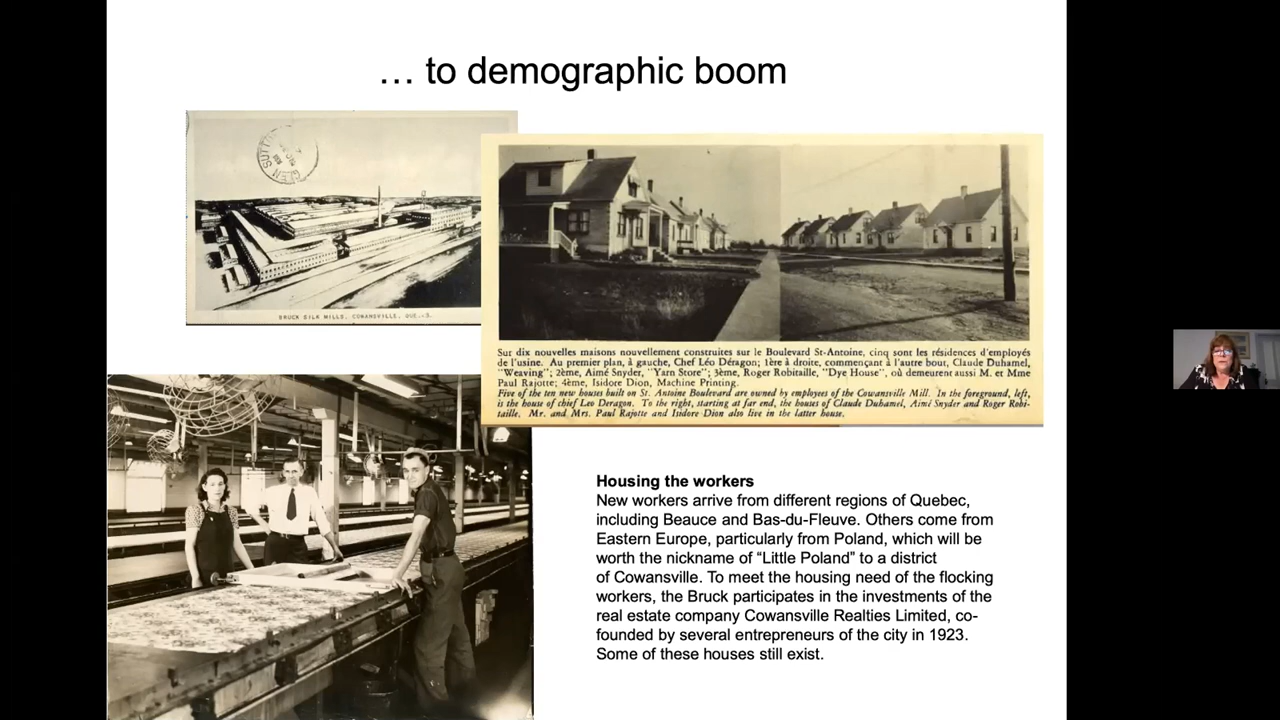 … to demographic boom
GLEN SUTTON
BRUCK SILK MILLS, COWANSVILLE, QUE.-3.
Sur dix nouvelles maisons nouvellement construites sur le Boulevard St-Antoine, cinq sont les résidences d'employés
de l'usine. Au premier plan, à gauche, Chef Léo Déragon; 1ère à droite, commençant à l'autre bout, Claude Duhamel,
"Weaving"; 2ème, Aimé Snyder, "Yarn Store"; 3ème, Roger Robitaille, "Dye House", où demeurent aussi M. et Mme
Paul Rajotte; 4ème, Isidore Dion, Machine Printing.
Five of the ten new houses built on St. Antoine Boulevard are owned by employees of the Cowansville Mill. In the foreground, left,
is the house of chief Leo Deragon. To the right, starting at far end, the houses of Claude Duhamel, Aimé Snyder and Roger Robi-
taille. Mr. and Mrs. Paul Rajotte and Isidore Dion also live in the latter house.
Housing the workers
New workers arrive from different regions of Quebec,
including Beauce and Bas-du-Fleuve. Others come from
Eastern Europe, particularly from Poland, which will be
worth the nickname of “Little Poland” to a district
of Cowansville. To meet the housing need of the flocking
workers, the Bruck participates in the investments of the
real estate company Cowansville Realties Limited, co-
founded by several entrepreneurs of the city in 1923.
Some of these houses still exist.